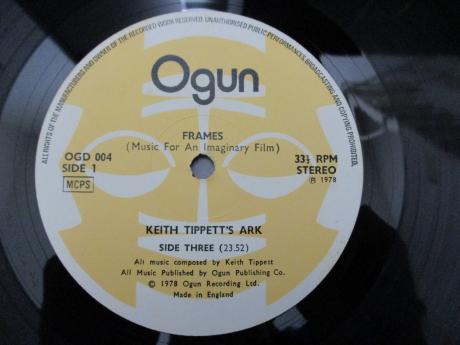 ALL RIGHTS OF THE MANUFACTURER AND OWNER OF THE RECORDED WORK RESERVED. UNAUTHORISED PUBLIC PERFORMANCE, BROADCASTING AND COPYING PROHIBITED.
Ogun
FRAMES
(Music For An Imaginary Film)
OGD 004
SIDE 1
MCPS
33⅓ RPM
STEREO
℗ 1978
KEITH TIPPETT'S ARK
SIDE THREE (23.52)
All music composed by Keith Tippett
All Music Published by Ogun Publishing Co.
© 1978 Ogun Recording Ltd.
Made in England